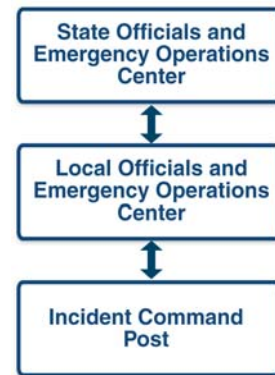 State Officials and
Emergency Operations
Center
Local Officials and
Emergency Operations
Center
Incident Command
Post